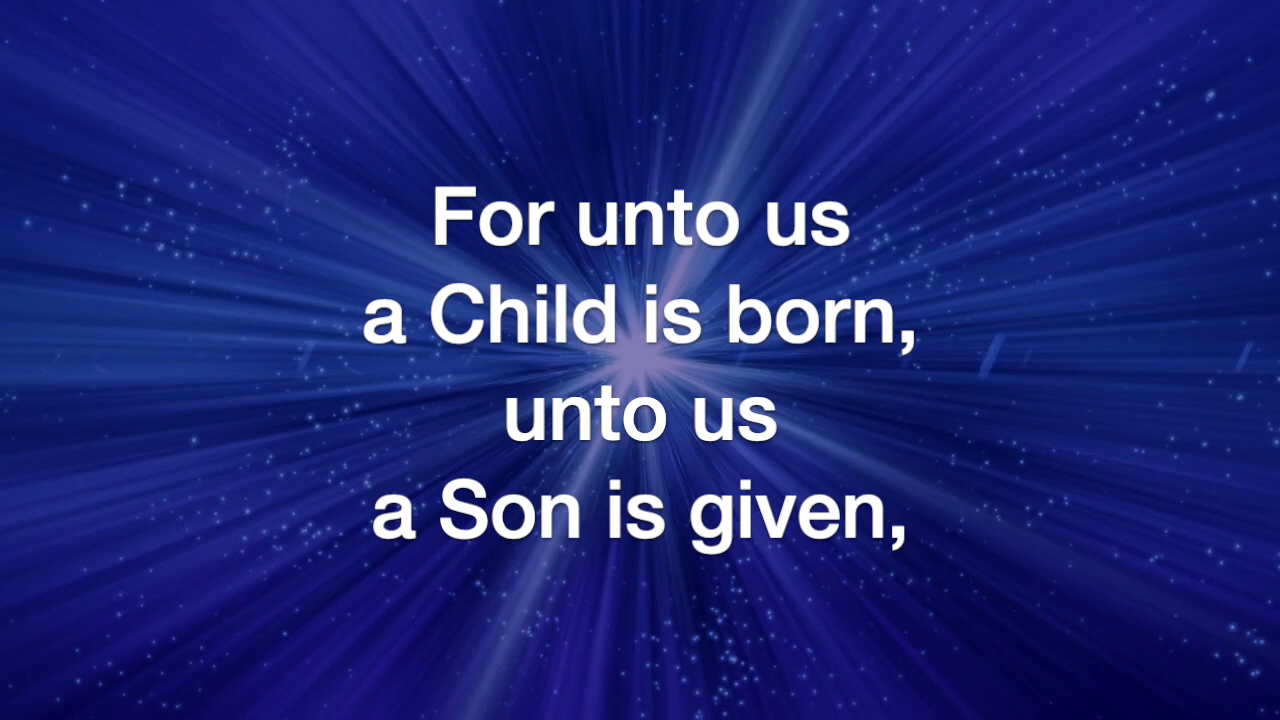 For unto us
a Child is born,
unto us
a Son is given,